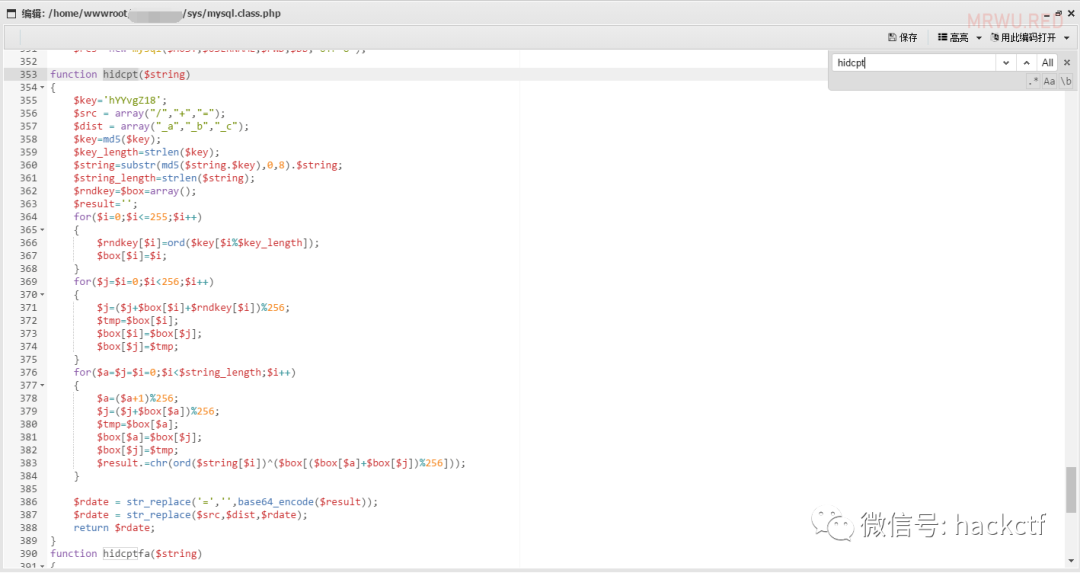 编辑: /home/wwwroot /sys/mysql.class.php
MRWU.RED
保存 高亮 用此编码打开
hidcpt
All
.* Aa \b
352
353 function hidcpt($string)
354 {
355 $key='hYYvgZ18';
356 $src = array("/","+","=");
357 $dist = array("_a","_b","_c");
358 $key=md5($key);
359 $key_length=strlen($key);
360 $string=substr(md5($string.$key),0,8).$string;
361 $string_length=strlen($string);
362 $rndkey=$box=array();
363 $result='';
364 for($i=0;$i<=255;$i++)
365 {
366 $rndkey[$i]=ord($key[$i%$key_length]);
367 $box[$i]=$i;
368 }
369 for($j=$i=0;$i<256;$i++)
370 {
371 $j=($j+$box[$i]+$rndkey[$i])%256;
372 $tmp=$box[$i];
373 $box[$i]=$box[$j];
374 $box[$j]=$tmp;
375 }
376 for($a=$j=$i=0;$i<$string_length;$i++)
377 {
378 $a=($a+1)%256;
379 $j=($j+$box[$a])%256;
380 $tmp=$box[$a];
381 $box[$a]=$box[$j];
382 $box[$j]=$tmp;
383 $result.=chr(ord($string[$i])^($box[($box[$a]+$box[$j])%256]));
384 }
385
386 $rdate = str_replace('=','',base64_encode($result));
387 $rdate = str_replace($src,$dist,$rdate);
388 return $rdate;
389 }
390 function hidcptfa($string)
391 {
微信号: hackctf